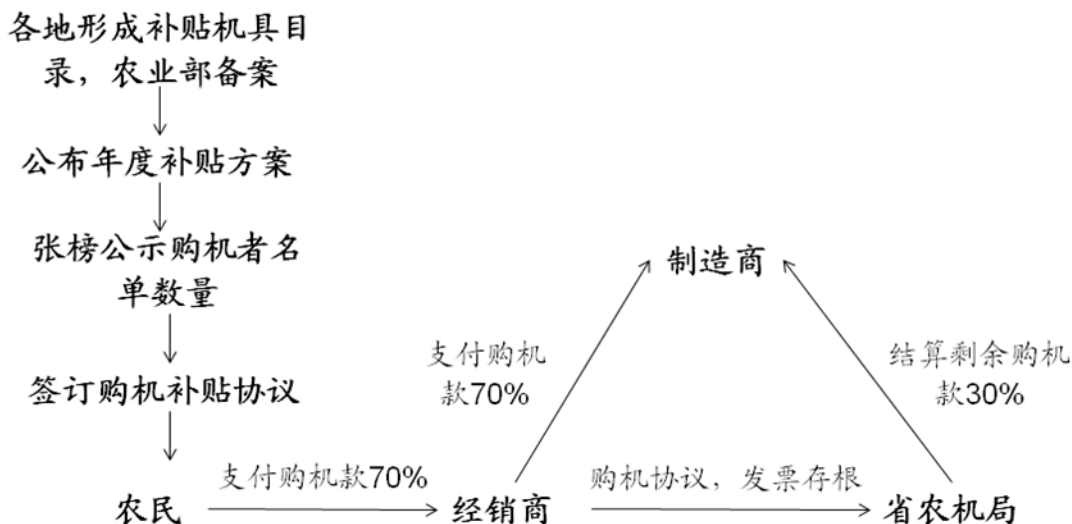 各地形成补贴机具目
录，农业部备案
公布年度补贴方案
张榜公示购机者名
单数量
制造商
支付购机
款70%
结算剩余购机
款30%
签订购机补贴协议
支付购机款70%
购机协议，发票存根
农民
经销商
省农机局